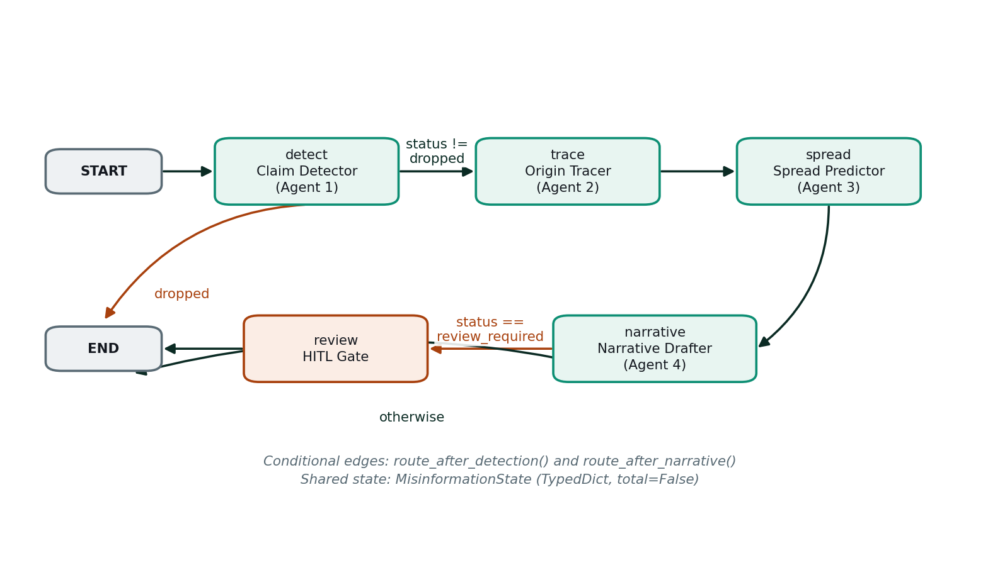 START
detect
Claim Detector
(Agent 1)
status !=
dropped
trace
Origin Tracer
(Agent 2)
spread
Spread Predictor
(Agent 3)
dropped
END
review
HITL Gate
status ==
review_required
narrative
Narrative Drafter
(Agent 4)
otherwise
Conditional edges: route_after_detection() and route_after_narrative()
Shared state: MisinformationState (TypedDict, total=False)